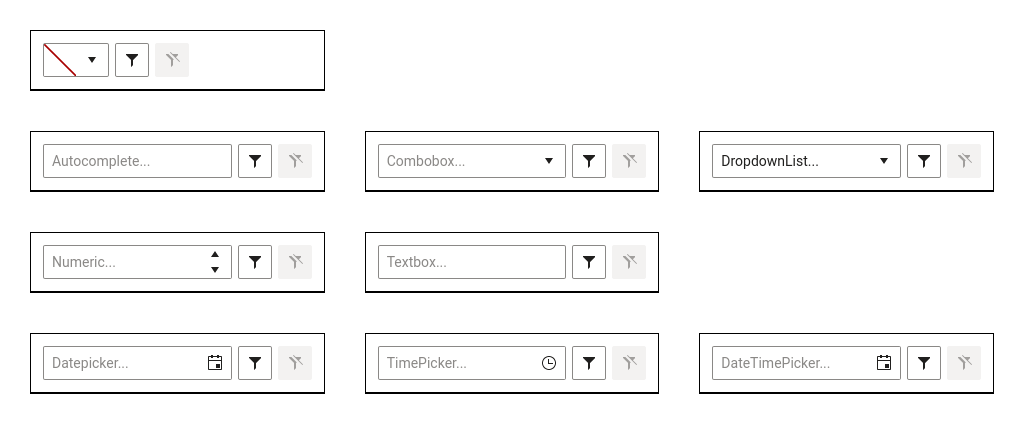 Autocomplete...
Combobox...
DropdownList...
Numeric...
Textbox...
Datepicker...
TimePicker...
DateTimePicker...